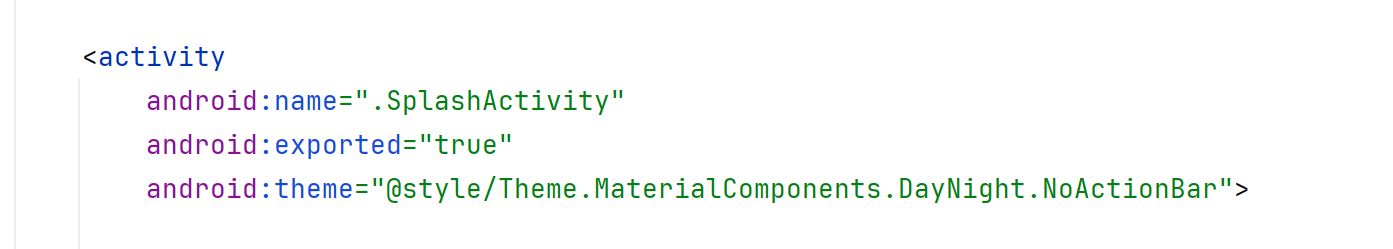 <activity
android:name=".SplashActivity"
android:exported="true"
android:theme="@style/Theme.MaterialComponents.DayNight.NoActionBar">